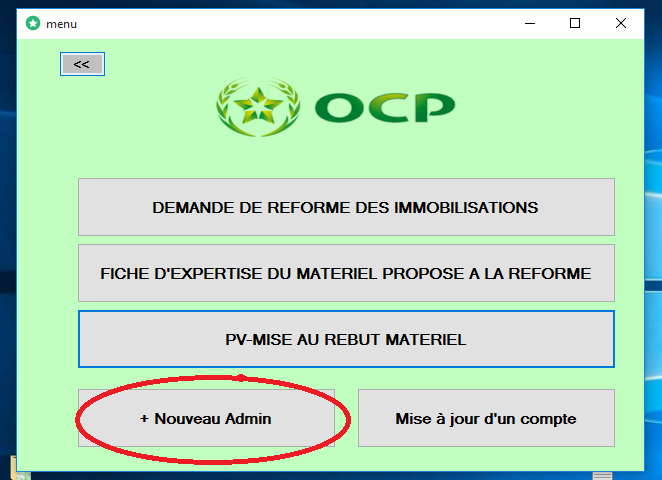 menu
<<
OCP
DEMANDE DE REFORME DES IMMOBILISATIONS
FICHE D'EXPERTISE DU MATERIEL PROPOSE A LA REFORME
PV-MISE AU REBUT MATERIEL
+ Nouveau Admin
Mise à jour d'un compte